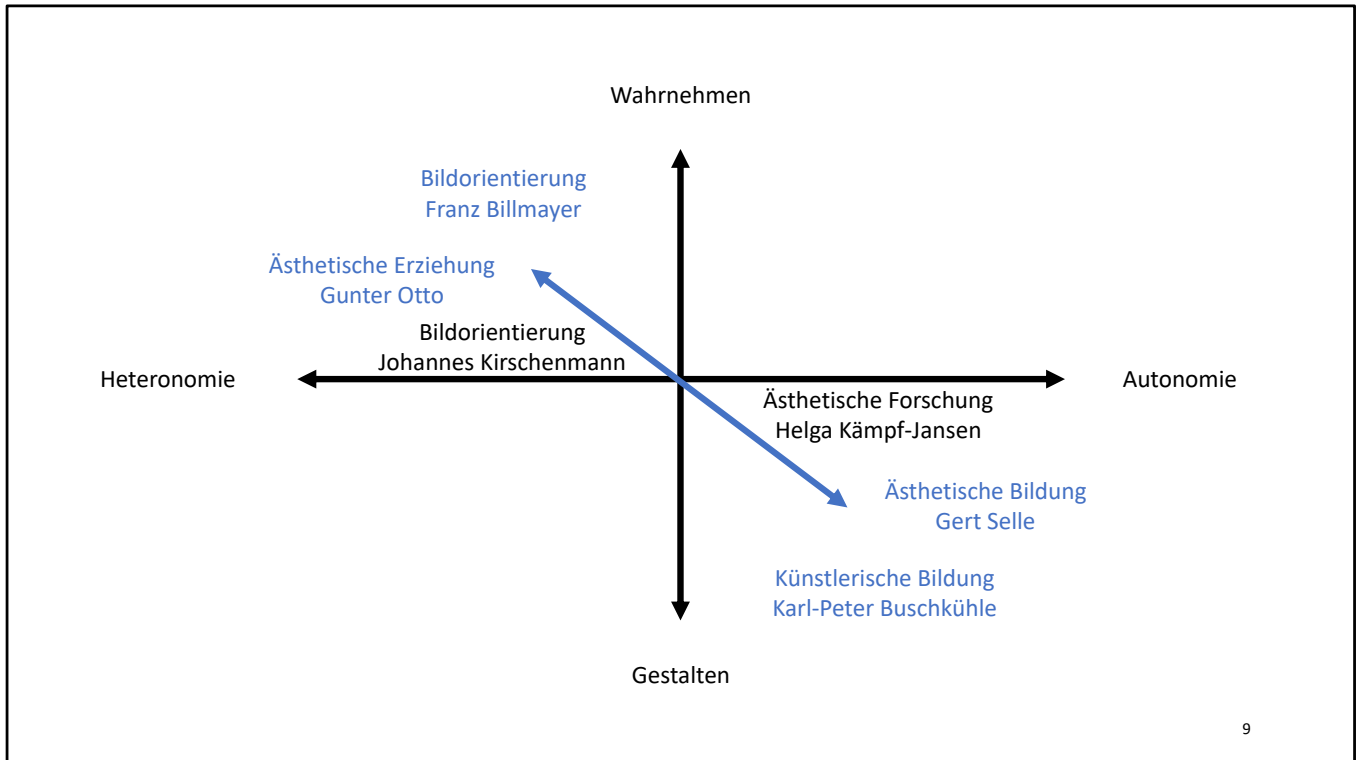 Wahrnehmen
Bildorientierung
Franz Billmayer
Ästhetische Erziehung
Gunter Otto
Bildorientierung
Johannes Kirschenmann
Heteronomie
Autonomie
Ästhetische Forschung
Helga Kämpf-Jansen
Ästhetische Bildung
Gert Selle
Künstlerische Bildung
Karl-Peter Buschkühle
Gestalten
9